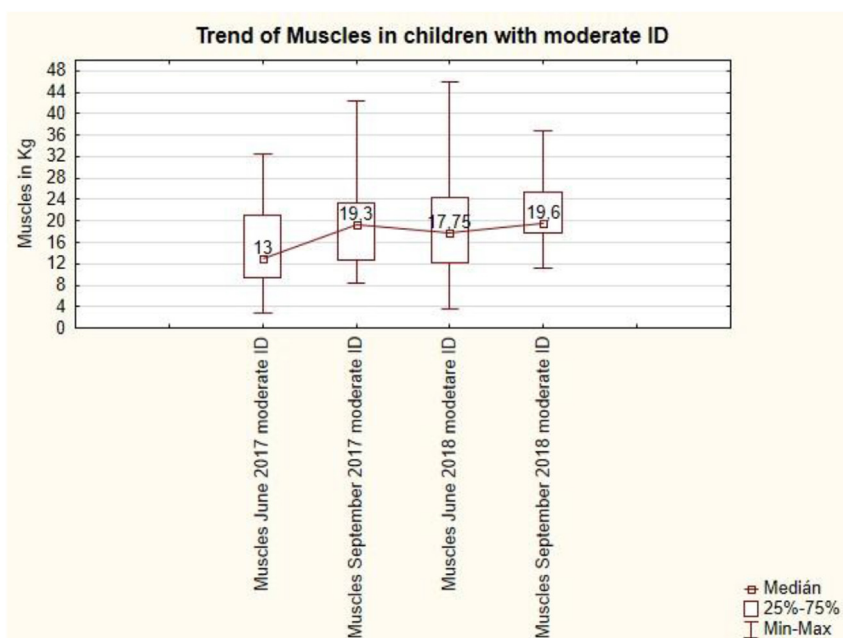 Trend of Muscles in children with moderate ID
Muscles in Kg
48
44
40
36
32
28
24
20
16
12
8
4
0
13
19,3
17,75
19,6
Muscles June 2017 moderate ID
Muscles September 2017 moderate ID
Muscles June 2018 modetare ID
Muscles September 2018 moderate ID
Medián
25%-75%
Min-Max